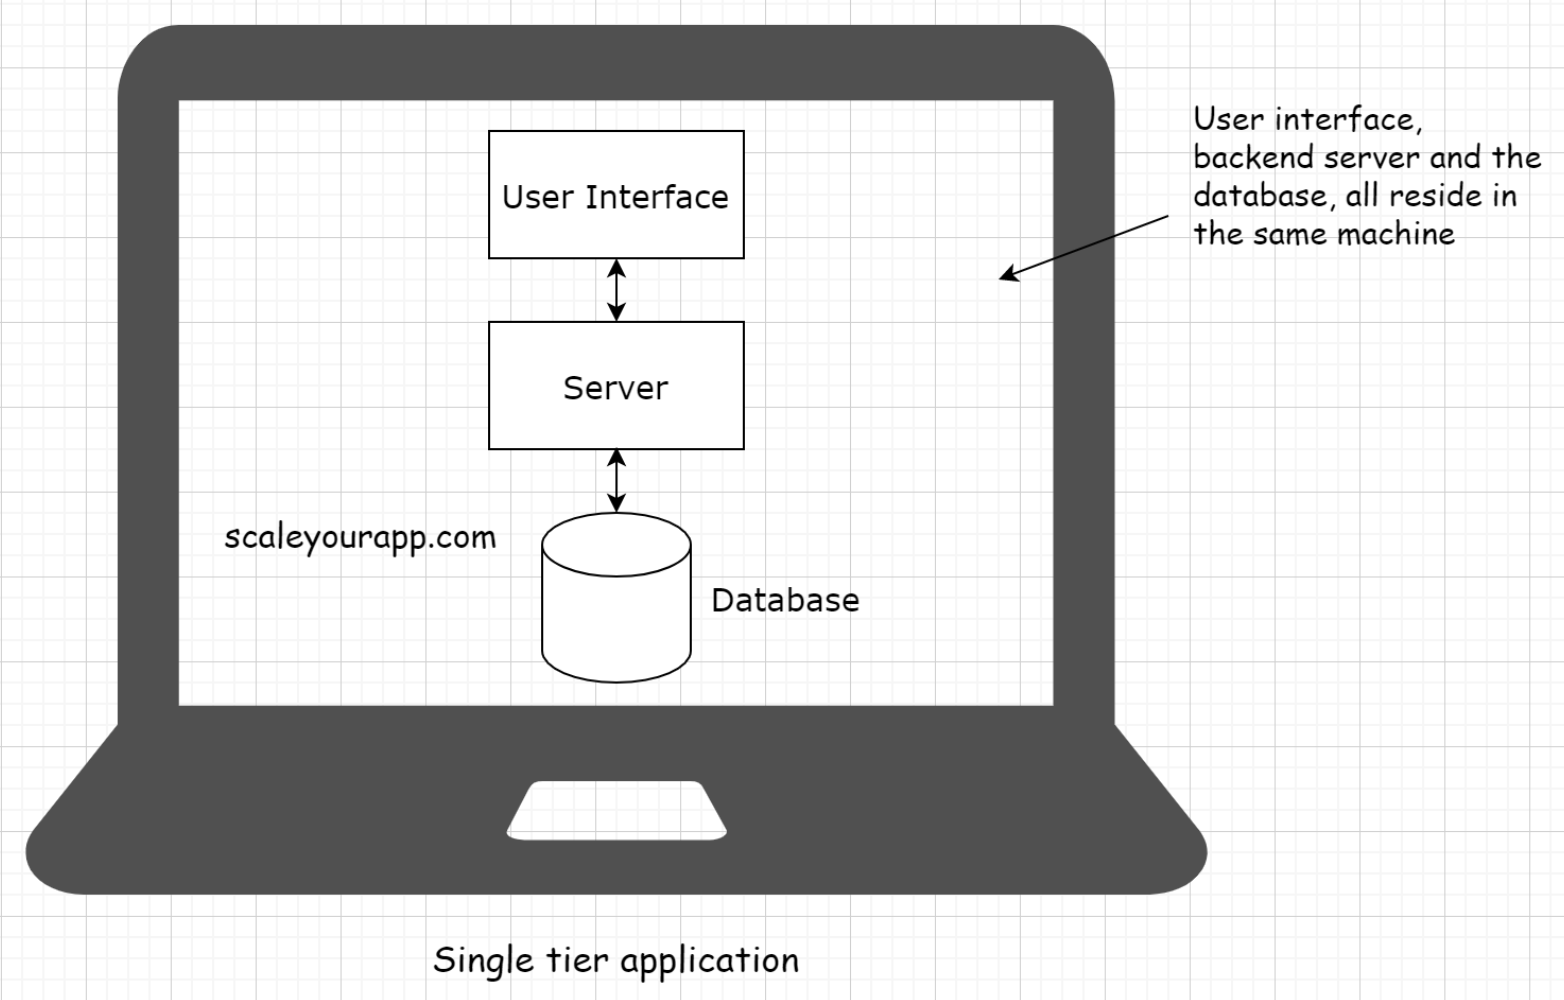 User Interface
User interface,
backend server and the
database, all reside in
the same machine
Server
scaleyourapp.com
Database
Single tier application